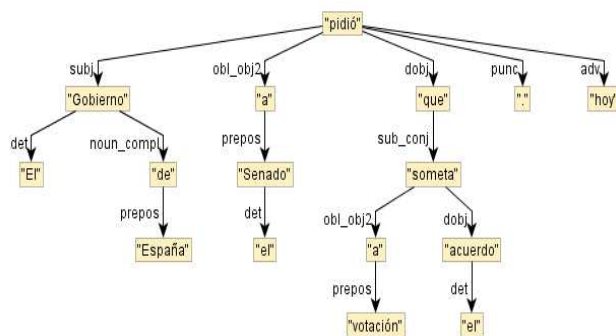 "pidió"
subj obl_obj2 dobj punc adv
"Gobierno" "a" "que" "." "hoy"
det noun_compl prepos sub_conj
"El" "de" "Senado" "someta"
prepos det obl_obj2 dobj
"España" "el" "a" "acuerdo"
prepos det
"votación" "el"